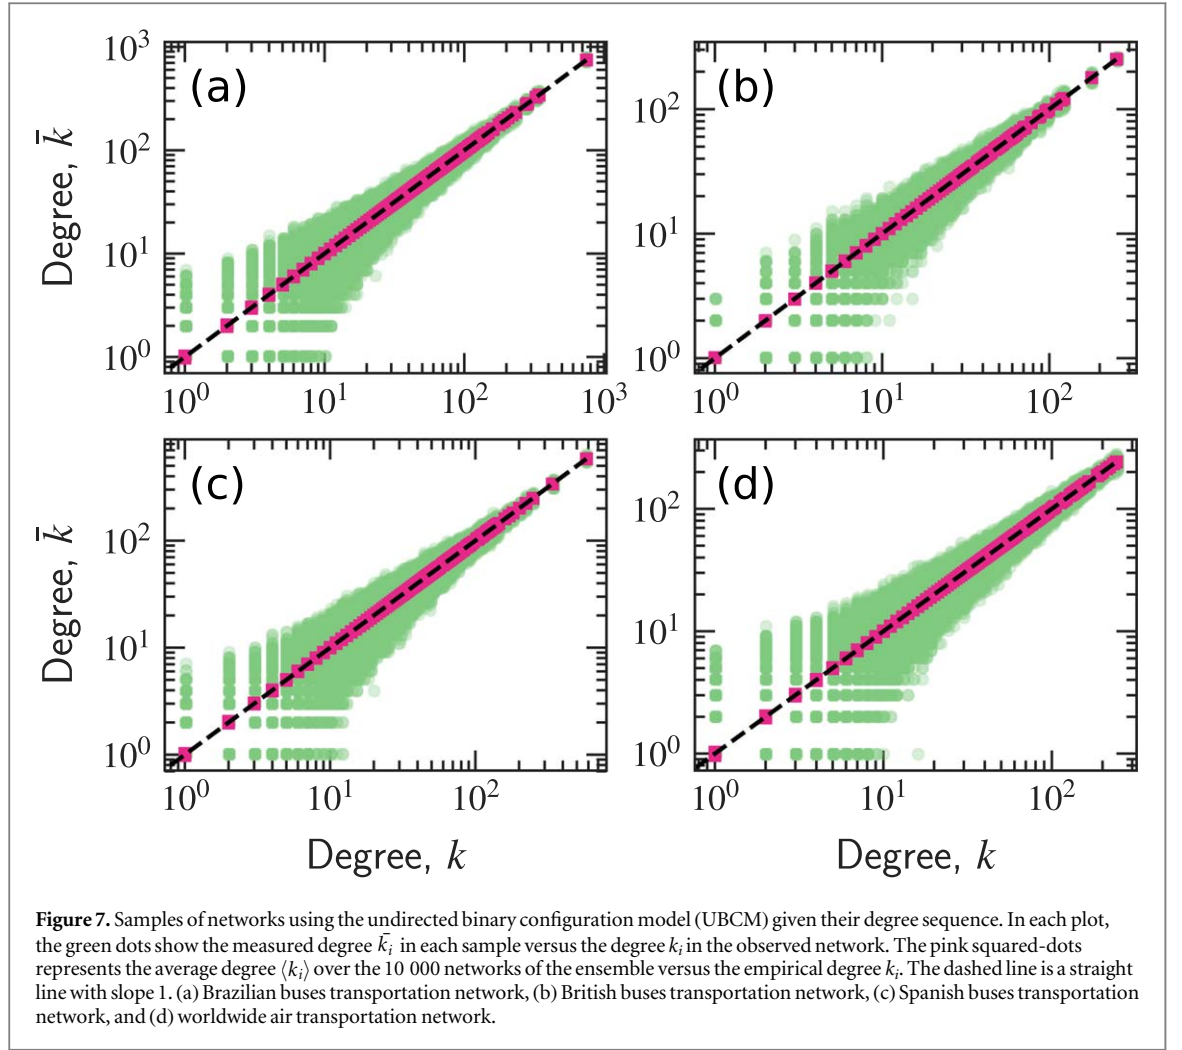 10³
10²
10¹
10⁰
Degree, k̄
(a)
10⁰ 10¹ 10² 10³
10²
10¹
10⁰
(b)
10⁰ 10¹ 10²
10²
10¹
10⁰
Degree, k̄
(c)
10⁰ 10¹ 10²
Degree, k
10²
10¹
10⁰
(d)
10⁰ 10¹ 10²
Degree, k
Figure 7. Samples of networks using the undirected binary configuration model (UBCM) given their degree sequence. In each plot,
the green dots show the measured degree k̄ᵢ in each sample versus the degree kᵢ in the observed network. The pink squared-dots
represents the average degree ⟨kᵢ⟩ over the 10 000 networks of the ensemble versus the empirical degree kᵢ. The dashed line is a straight
line with slope 1. (a) Brazilian buses transportation network, (b) British buses transportation network, (c) Spanish buses transportation
network, and (d) worldwide air transportation network.